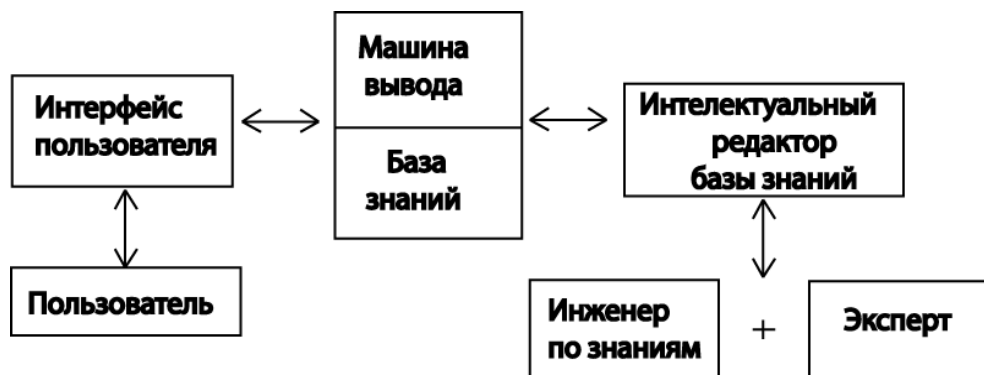 Машина
вывода
Интерфейс
пользователя
База
знаний
Интелектуальный
редактор
базы знаний
Пользователь
Инженер
по знаниям
+
Эксперт